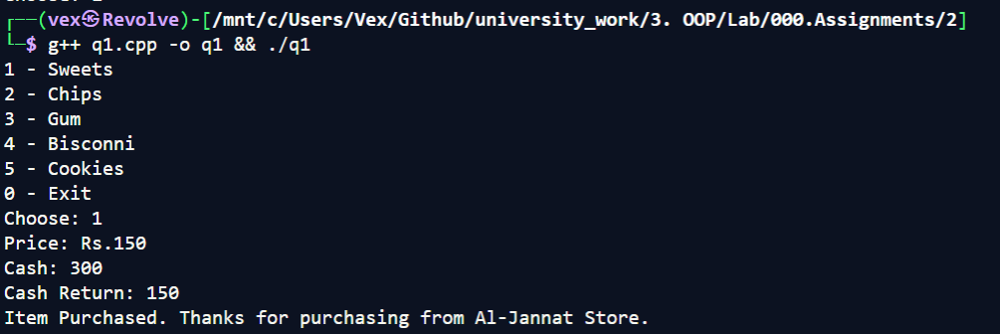 ┌──(vex㉿Revolve)-[/mnt/c/Users/Vex/Github/university_work/3. OOP/Lab/000.Assignments/2]
└─$ g++ q1.cpp -o q1 && ./q1
1 - Sweets
2 - Chips
3 - Gum
4 - Bisconni
5 - Cookies
0 - Exit
Choose: 1
Price: Rs.150
Cash: 300
Cash Return: 150
Item Purchased. Thanks for purchasing from Al-Jannat Store.